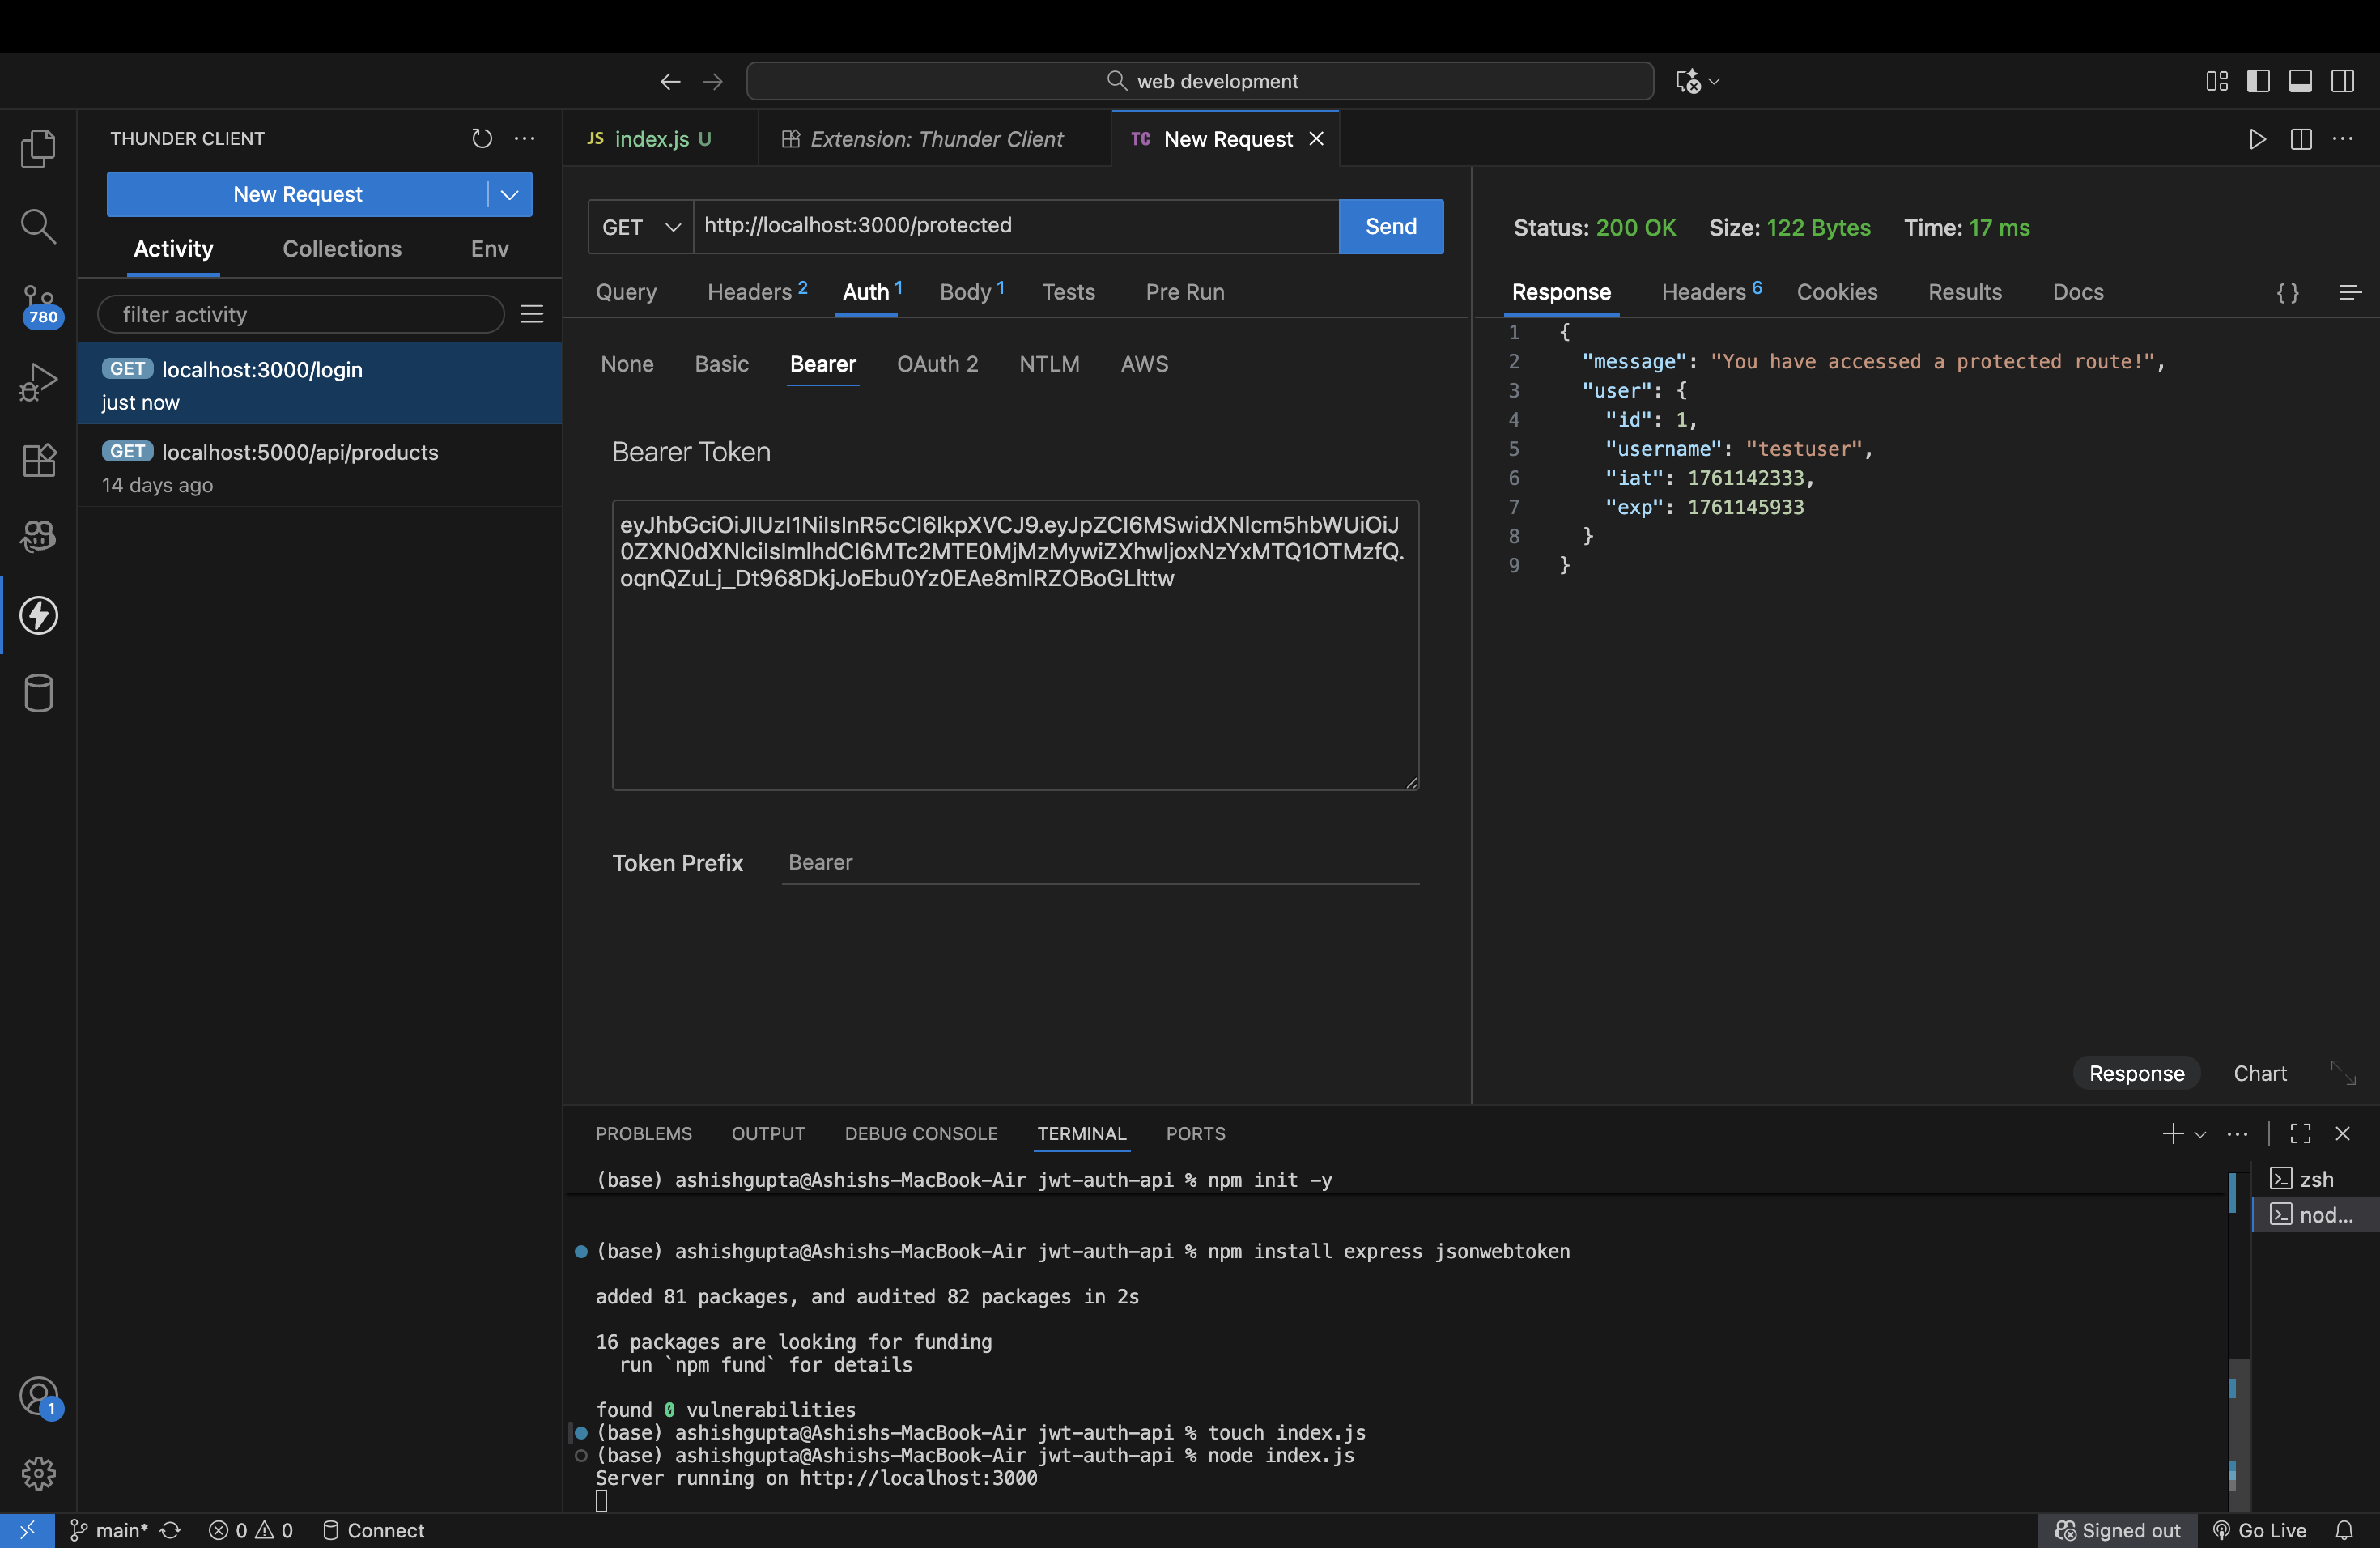 web development
THUNDER CLIENT
New Request
Activity
Collections
Env
filter activity
GET localhost:3000/login
just now
GET localhost:5000/api/products
14 days ago
780
1
JS index.js U
Extension: Thunder Client
TC New Request
GET
http://localhost:3000/protected
Send
Query
Headers 2
Auth 1
Body 1
Tests
Pre Run
None
Basic
Bearer
OAuth 2
NTLM
AWS
Bearer Token
eyJhbGciOiJIUzI1NiIsInR5cCI6IkpXVCJ9.eyJpZCI6MSwidXNlcm5hbWUiOiJ
0ZXN0dXNlciIsImlhdCI6MTc2MTE0MjMzMywiZXhwIjoxNzYxMTQ1OTMzfQ.
oqnQZuLj_Dt968DkjJoEbu0Yz0EAe8mlRZOBoGLlttw
Token Prefix
Bearer
Status: 200 OK
Size: 122 Bytes
Time: 17 ms
Response
Headers 6
Cookies
Results
Docs
{ }
1 {
2 "message": "You have accessed a protected route!",
3 "user": {
4 "id": 1,
5 "username": "testuser",
6 "iat": 1761142333,
7 "exp": 1761145933
8 }
9 }
Response
Chart
PROBLEMS
OUTPUT
DEBUG CONSOLE
TERMINAL
PORTS
(base) ashishgupta@Ashishs-MacBook-Air jwt-auth-api % npm init -y
(base) ashishgupta@Ashishs-MacBook-Air jwt-auth-api % npm install express jsonwebtoken
added 81 packages, and audited 82 packages in 2s
16 packages are looking for funding
run `npm fund` for details
found 0 vulnerabilities
(base) ashishgupta@Ashishs-MacBook-Air jwt-auth-api % touch index.js
(base) ashishgupta@Ashishs-MacBook-Air jwt-auth-api % node index.js
Server running on http://localhost:3000
zsh
nod...
main*
0
0
Connect
Signed out
Go Live